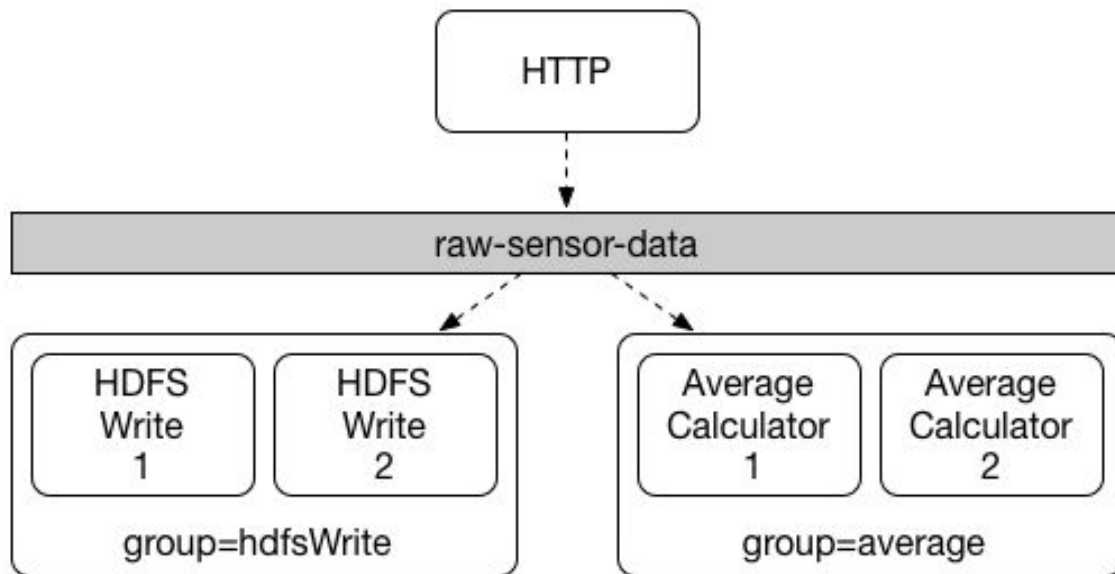 HTTP
raw-sensor-data
HDFS
Write
1
HDFS
Write
2
group=hdfsWrite
Average
Calculator
1
Average
Calculator
2
group=average